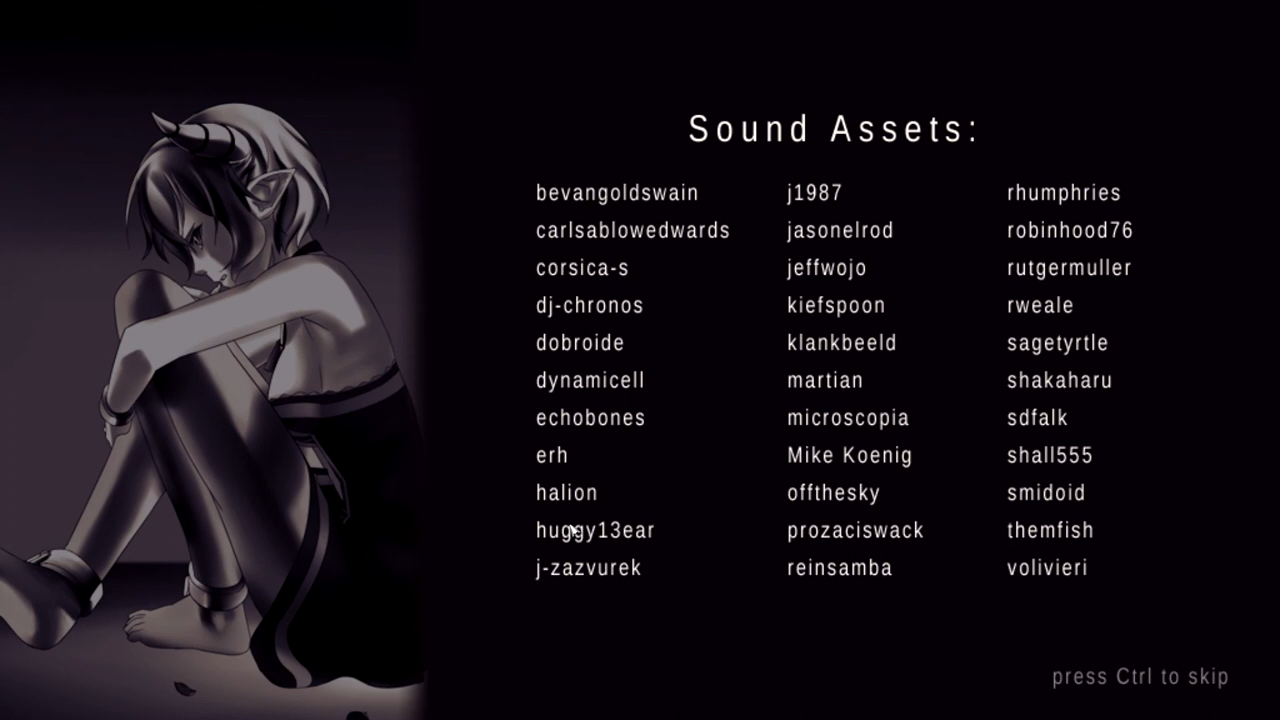 Sound Assets:
bevangoldswain j1987 rhumphries
carlsablowedwards jasonelrod robinhood76
corsica-s jeffwojo rutgermuller
dj-chronos kiefspoon rweale
dobroide klankbeeld sagetyrtle
dynamicell martian shakaharu
echobones microscopia sdfalk
erh Mike Koenig shall555
halion offthesky smidoid
huggy13ear prozaciswack themfish
j-zazvurek reinsamba volivieri
press Ctrl to skip